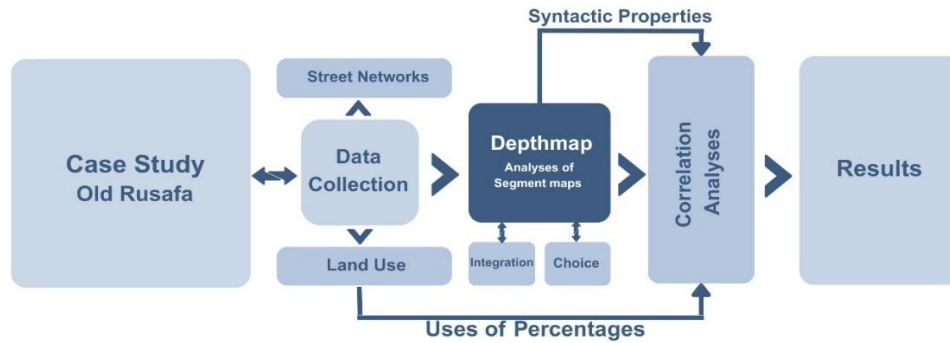 Syntactic Properties
Street Networks
Case Study
Old Rusafa
Data
Collection
Depthmap
Analyses of
Segment maps
Correlation
Analyses
Results
Land Use
Integration
Choice
Uses of Percentages